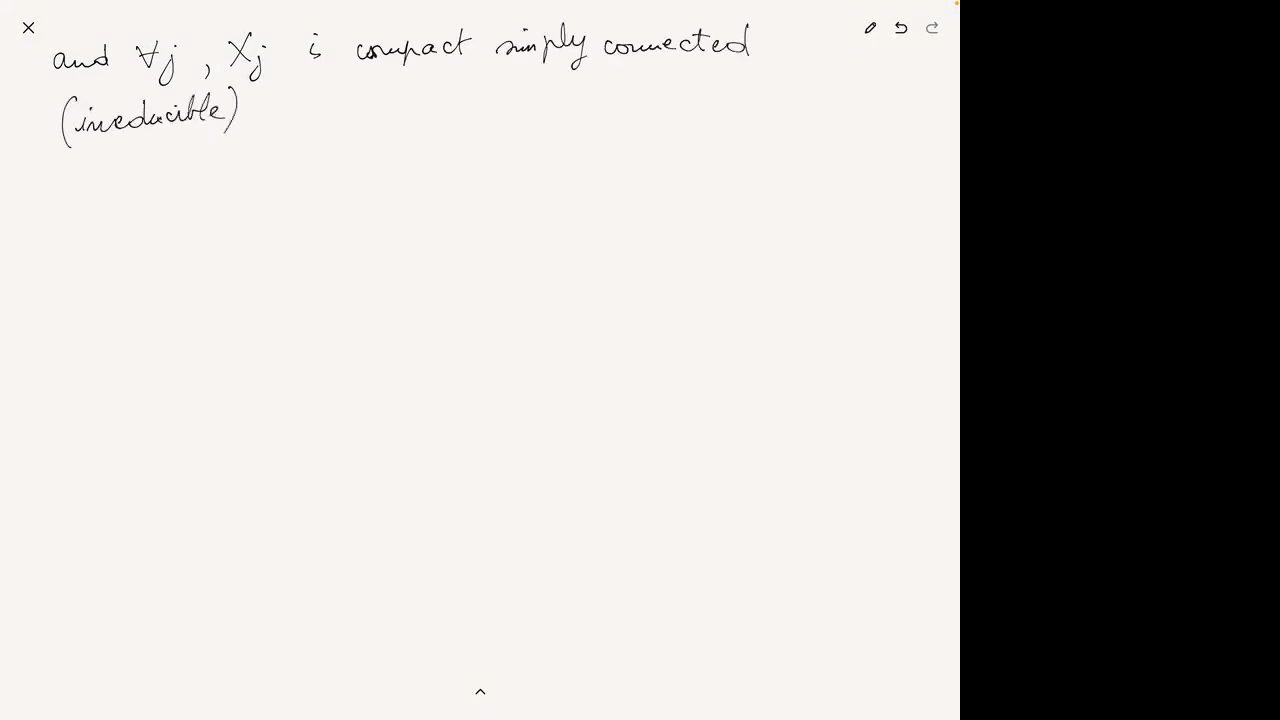 and ∀j, Xj is compact simply connected
(irreducible)